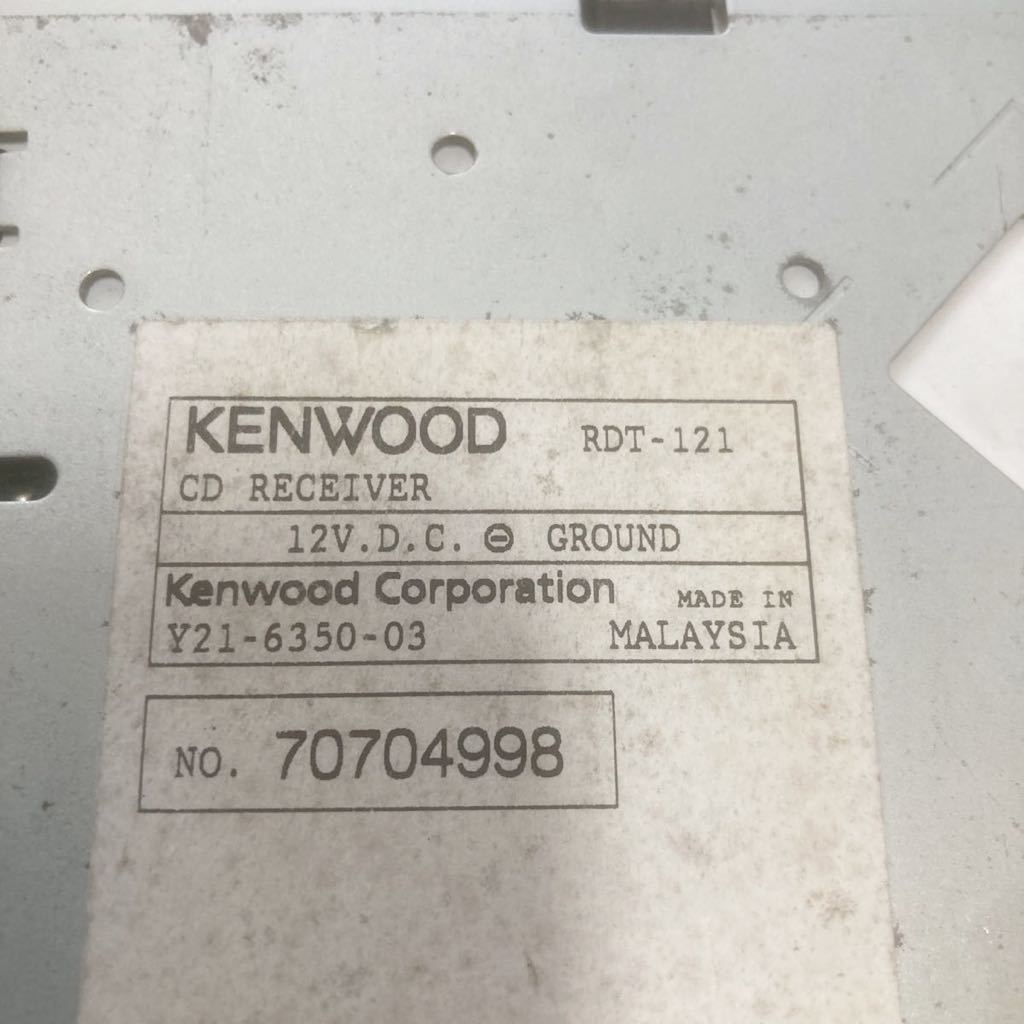 KENWOOD RDT-121
CD RECEIVER
12V.D.C. ⊖ GROUND
Kenwood Corporation MADE IN
Y21-6350-03 MALAYSIA
NO. 70704998